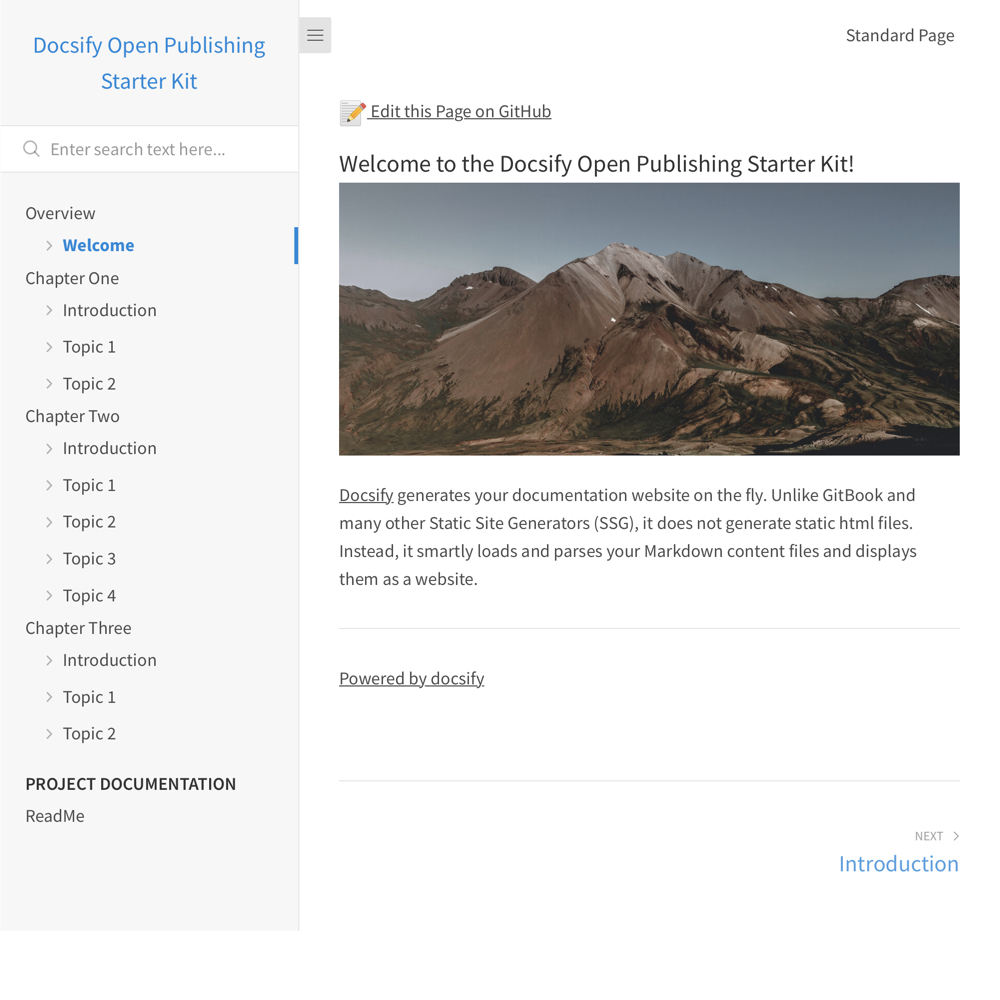 Docsify Open Publishing
Starter Kit
Enter search text here...
Overview
Welcome
Chapter One
Introduction
Topic 1
Topic 2
Chapter Two
Introduction
Topic 1
Topic 2
Topic 3
Topic 4
Chapter Three
Introduction
Topic 1
Topic 2
PROJECT DOCUMENTATION
ReadMe
Standard Page
Edit this Page on GitHub
Welcome to the Docsify Open Publishing Starter Kit!
Docsify generates your documentation website on the fly. Unlike GitBook and
many other Static Site Generators (SSG), it does not generate static html files.
Instead, it smartly loads and parses your Markdown content files and displays
them as a website.
Powered by docsify
NEXT
Introduction